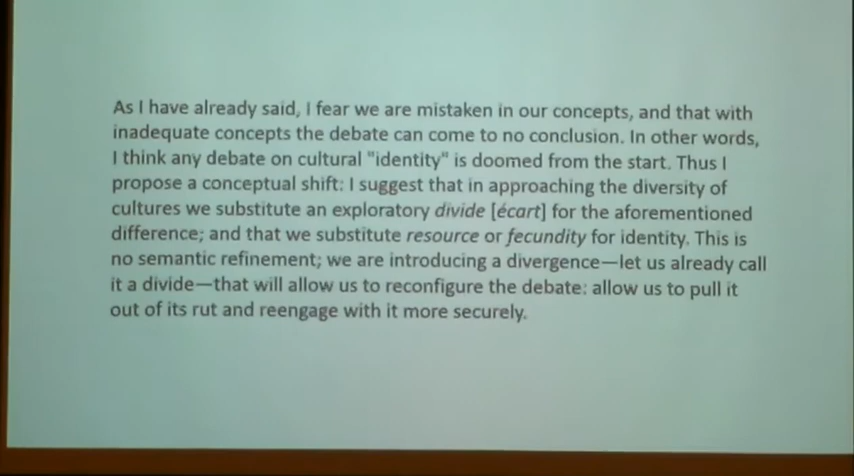 As I have already said, I fear we are mistaken in our concepts, and that with
inadequate concepts the debate can come to no conclusion. In other words,
I think any debate on cultural "identity" is doomed from the start. Thus I
propose a conceptual shift: I suggest that in approaching the diversity of
cultures we substitute an exploratory divide [écart] for the aforementioned
difference; and that we substitute resource or fecundity for identity. This is
no semantic refinement; we are introducing a divergence—let us already call
it a divide—that will allow us to reconfigure the debate: allow us to pull it
out of its rut and reengage with it more securely.